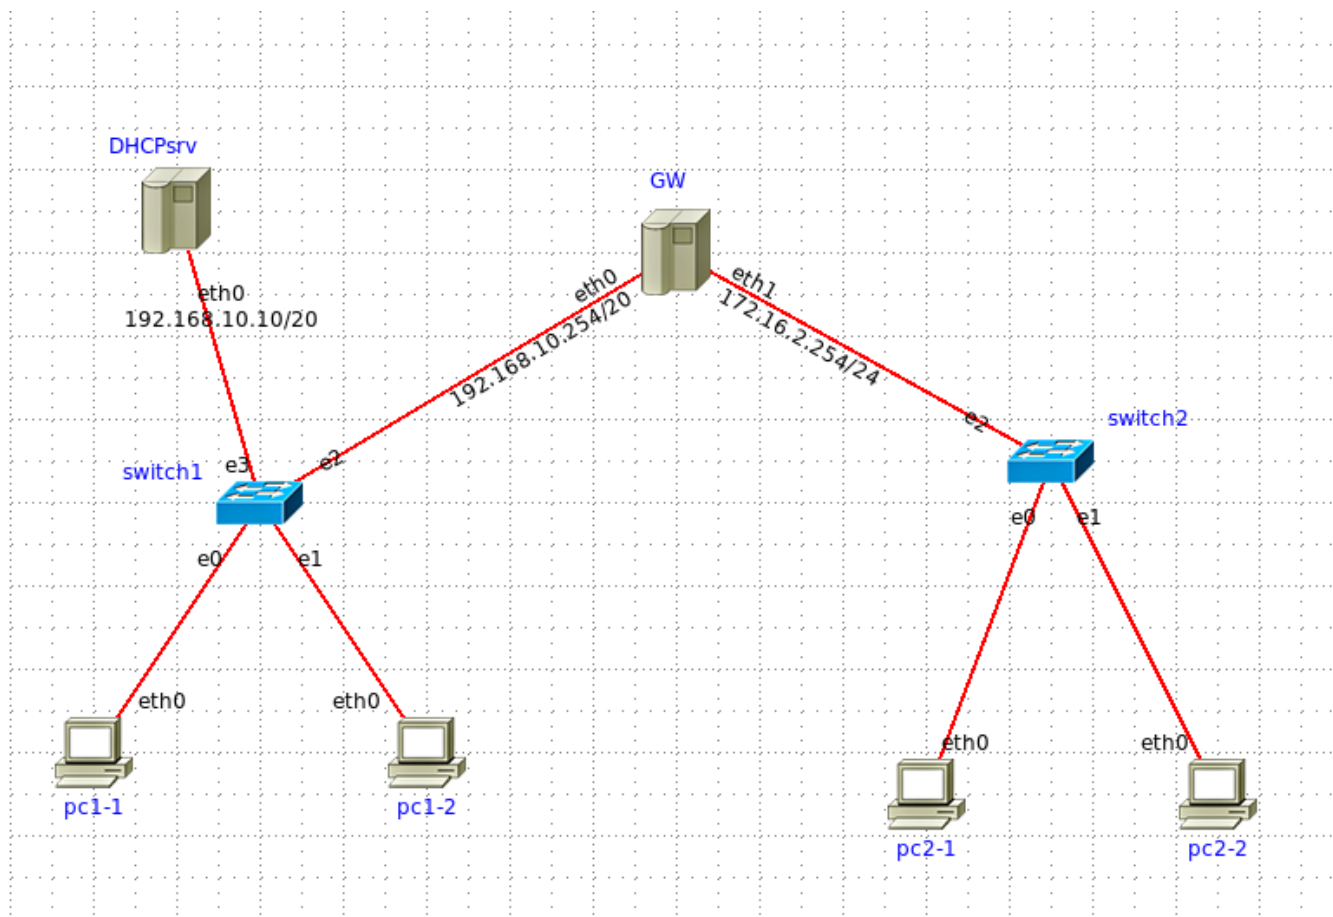 DHCPsrv
GW
eth0
192.168.10.10/20
eth0
192.168.10.254/20
eth1
172.16.2.254/24
switch1
e3
e2
e2
switch2
e0
e1
e0
e1
eth0
eth0
eth0
eth0
pc1-1
pc1-2
pc2-1
pc2-2